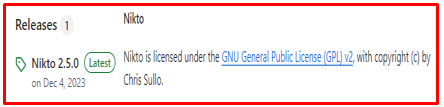 Releases 1
Nikto 2.5.0 Latest
on Dec 4, 2023
Nikto
Nikto is licensed under the GNU General Public License (GPL) v2, with copyright (c) by
Chris Sullo.